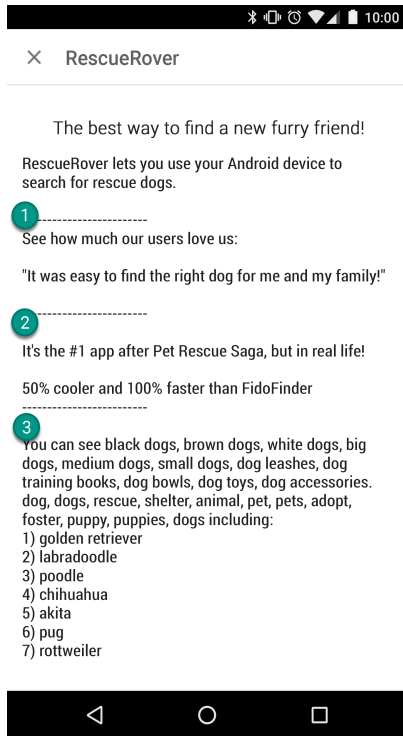 10:00
RescueRover
The best way to find a new furry friend!
RescueRover lets you use your Android device to
search for rescue dogs.
1
-----------------------
See how much our users love us:
"It was easy to find the right dog for me and my family!"
-----------------------
2
It's the #1 app after Pet Rescue Saga, but in real life!
50% cooler and 100% faster than FidoFinder
-------------------------
3
You can see black dogs, brown dogs, white dogs, big
dogs, medium dogs, small dogs, dog leashes, dog
training books, dog bowls, dog toys, dog accessories.
dog, dogs, rescue, shelter, animal, pet, pets, adopt,
foster, puppy, puppies, dogs including:
1) golden retriever
2) labradoodle
3) poodle
4) chihuahua
5) akita
6) pug
7) rottweiler